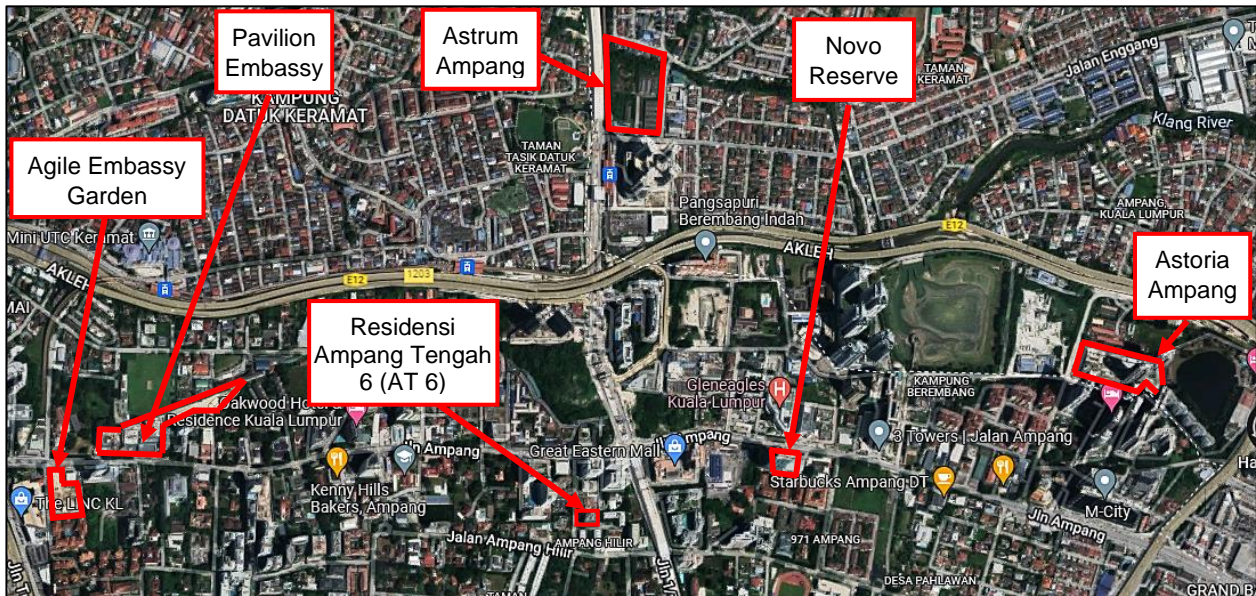 Pavilion
Embassy
Astrum
Ampang
Novo
Reserve
TAMAN
KERAMAT
Jalan Enggang
KAMPUNG
DATUK KERAMAT
Klang River
TAMAN
TASIK DATUK
KERAMAT
Agile Embassy
Garden
Pangsapuri
Berembang Indah
AMPANG,
KUALA LUMPUR
Mini UTC Keramat
E12
AKLEH
Astoria
Ampang
AKLEH
E12
1203
MAI
Residensi
Ampang Tengah
6 (AT 6)
Gleneagles
Kuala Lumpur
KAMPUNG
BEREMBANG
Oakwood Hotel &
Residence Kuala Lumpur
Jln Ampang
Great Eastern Mall
Jln Ampang
3 Towers | Jalan Ampang
Starbucks Ampang DT
The LINC KL
Kenny Hills
Bakers, Ampang
M-City
Jln Ampang
Jalan Ampang Hilir
AMPANG HILIR
971 AMPANG
DESA PAHLAWAN
TAMAN
GRAND B